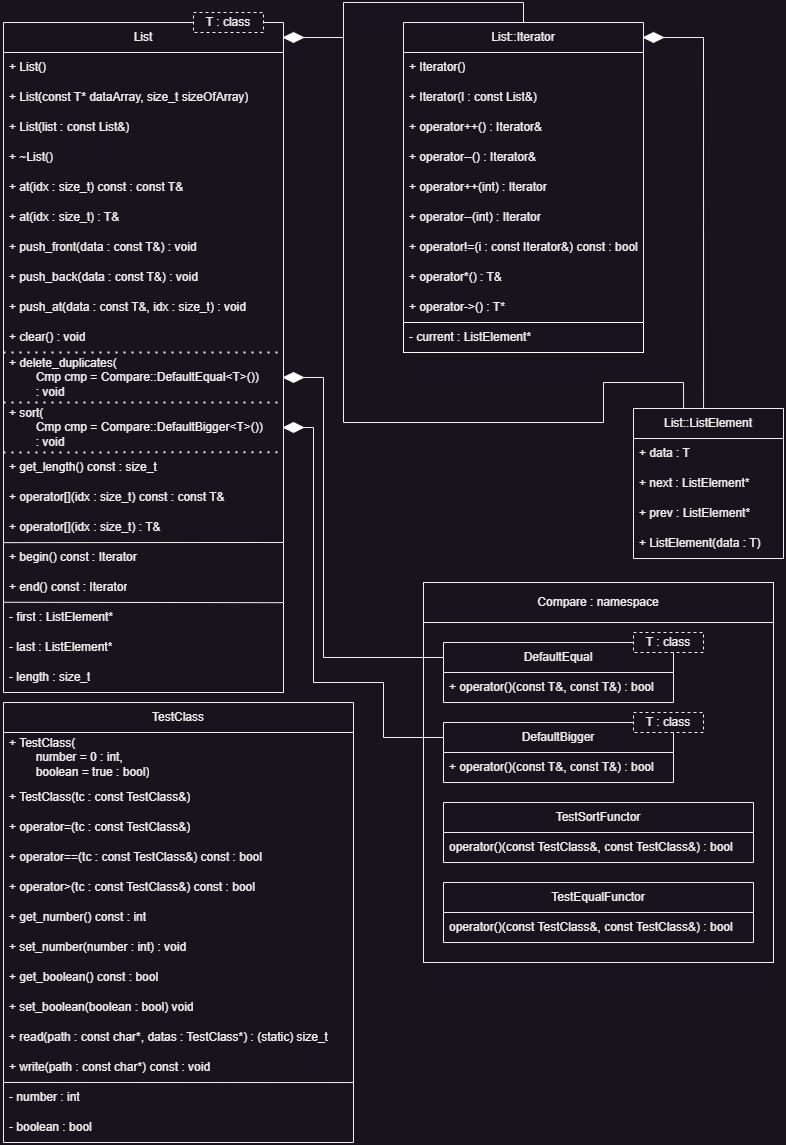 T : class
List
+ List()
+ List(const T* dataArray, size_t sizeOfArray)
+ List(list : const List&)
+ ~List()
+ at(idx : size_t) const : const T&
+ at(idx : size_t) : T&
+ push_front(data : const T&) : void
+ push_back(data : const T&) : void
+ push_at(data : const T&, idx : size_t) : void
+ clear() : void
+ delete_duplicates(
Cmp cmp = Compare::DefaultEqual<T>())
: void
+ sort(
Cmp cmp = Compare::DefaultBigger<T>())
: void
+ get_length() const : size_t
+ operator[](idx : size_t) const : const T&
+ operator[](idx : size_t) : T&
+ begin() const : Iterator
+ end() const : Iterator
- first : ListElement*
- last : ListElement*
- length : size_t
List::Iterator
+ Iterator()
+ Iterator(l : const List&)
+ operator++() : Iterator&
+ operator--() : Iterator&
+ operator++(int) : Iterator
+ operator--(int) : Iterator
+ operator!=(i : const Iterator&) const : bool
+ operator*() : T&
+ operator->() : T*
- current : ListElement*
List::ListElement
+ data : T
+ next : ListElement*
+ prev : ListElement*
+ ListElement(data : T)
Compare : namespace
T : class
DefaultEqual
+ operator()(const T&, const T&) : bool
T : class
DefaultBigger
+ operator()(const T&, const T&) : bool
TestSortFunctor
operator()(const TestClass&, const TestClass&) : bool
TestEqualFunctor
operator()(const TestClass&, const TestClass&) : bool
TestClass
+ TestClass(
number = 0 : int,
boolean = true : bool)
+ TestClass(tc : const TestClass&)
+ operator=(tc : const TestClass&)
+ operator==(tc : const TestClass&) const : bool
+ operator>(tc : const TestClass&) const : bool
+ get_number() const : int
+ set_number(number : int) : void
+ get_boolean() const : bool
+ set_boolean(boolean : bool) void
+ read(path : const char*, datas : TestClass*) : (static) size_t
+ write(path : const char*) const : void
- number : int
- boolean : bool